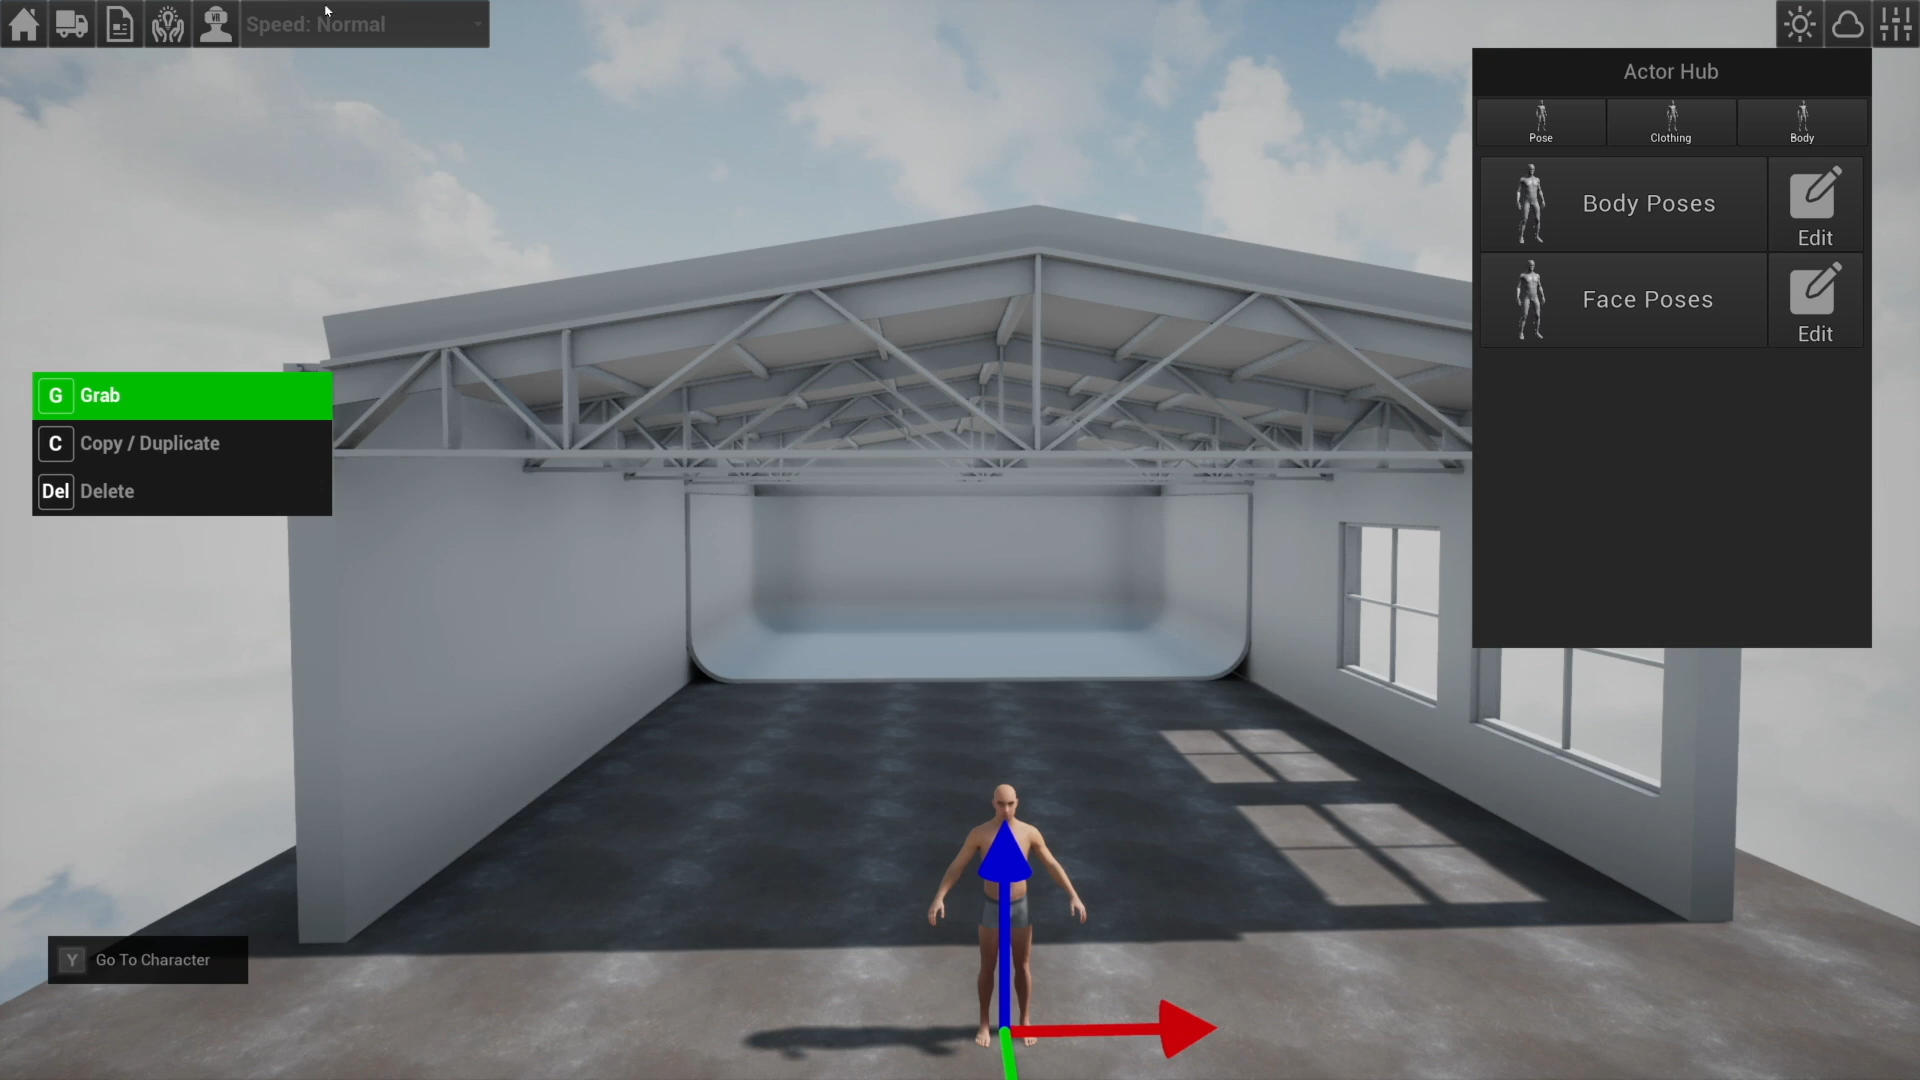 VR
Speed: Normal
Actor Hub
Pose
Clothing
Body
Body Poses
Edit
Face Poses
Edit
G Grab
C Copy / Duplicate
Del Delete
Y Go To Character